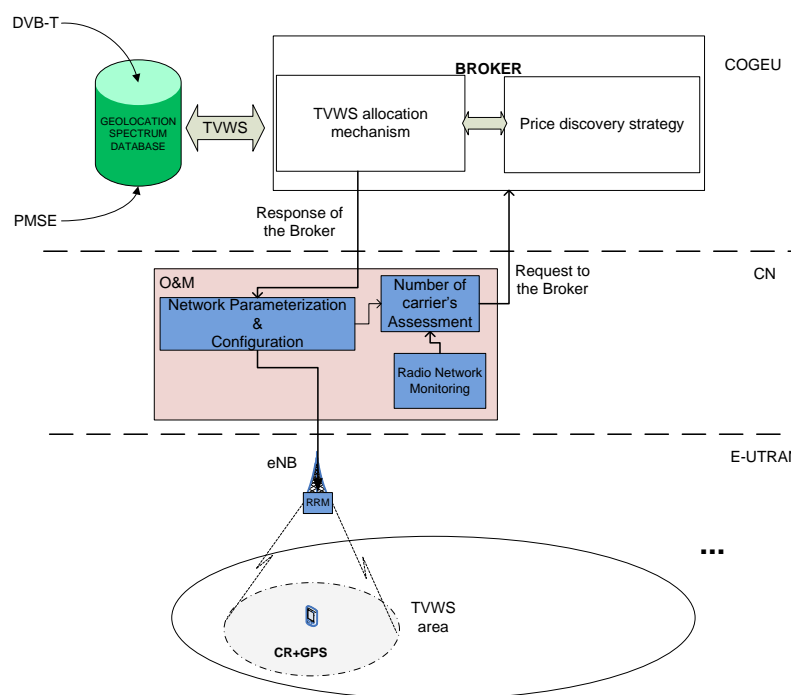 DVB-T
COGEU
BROKER
GEOLOCATION
SPECTRUM
DATABASE
TVWS
TVWS allocation
mechanism
Price discovery strategy
PMSE
Response of
the Broker
Request to
the Broker
CN
O&M
Network Parameterization
&
Configuration
Number of
carrier's
Assessment
Radio Network
Monitoring
E-UTRAN
eNB
RRM
...
TVWS
area
CR+GPS